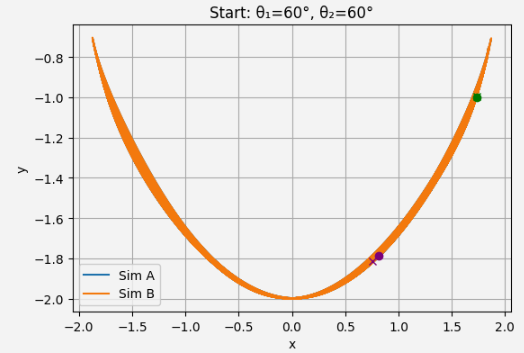 Start: θ₁=60°, θ₂=60°
y
−0.8
−1.0
−1.2
−1.4
−1.6
−1.8
−2.0
Sim A
Sim B
−2.0 −1.5 −1.0 −0.5 0.0 0.5 1.0 1.5 2.0
x